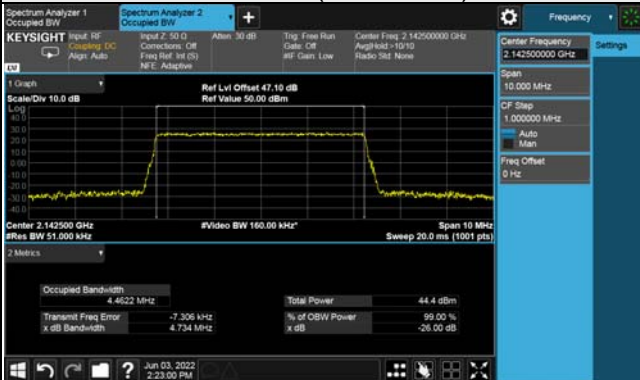 Spectrum Analyzer 1
Occupied BW
Spectrum Analyzer 2
Occupied BW
Frequency
KEYSIGHT
Input: RF
Coupling: DC
Align: Auto
Input Z: 50 Ω
Corrections: Off
Freq Ref: Int (S)
NFE: Adaptive
Atten: 30 dB
Trig: Free Run
Gate: Off
#IF Gain: Low
Center Freq: 2.142500000 GHz
Avg|Hold:>10/10
Radio Std: None
Center Frequency
2.142500000 GHz
Settings
Span
10.000 MHz
CF Step
1.000000 MHz
Auto
Man
Freq Offset
0 Hz
1 Graph
Scale/Div 10.0 dB
Ref Lvl Offset 47.10 dB
Ref Value 50.00 dBm
Log
40.0
30.0
20.0
10.0
0.00
-10.0
-20.0
-30.0
-40.0
Center 2.142500 GHz
#Res BW 51.000 kHz
#Video BW 160.00 kHz*
Span 10 MHz
Sweep 20.0 ms (1001 pts)
2 Metrics
Occupied Bandwidth
4.4622 MHz
Total Power 44.4 dBm
Transmit Freq Error -7.306 kHz
% of OBW Power 99.00 %
x dB Bandwidth 4.734 MHz
x dB -26.00 dB
Jun 03, 2022
2:23:00 PM